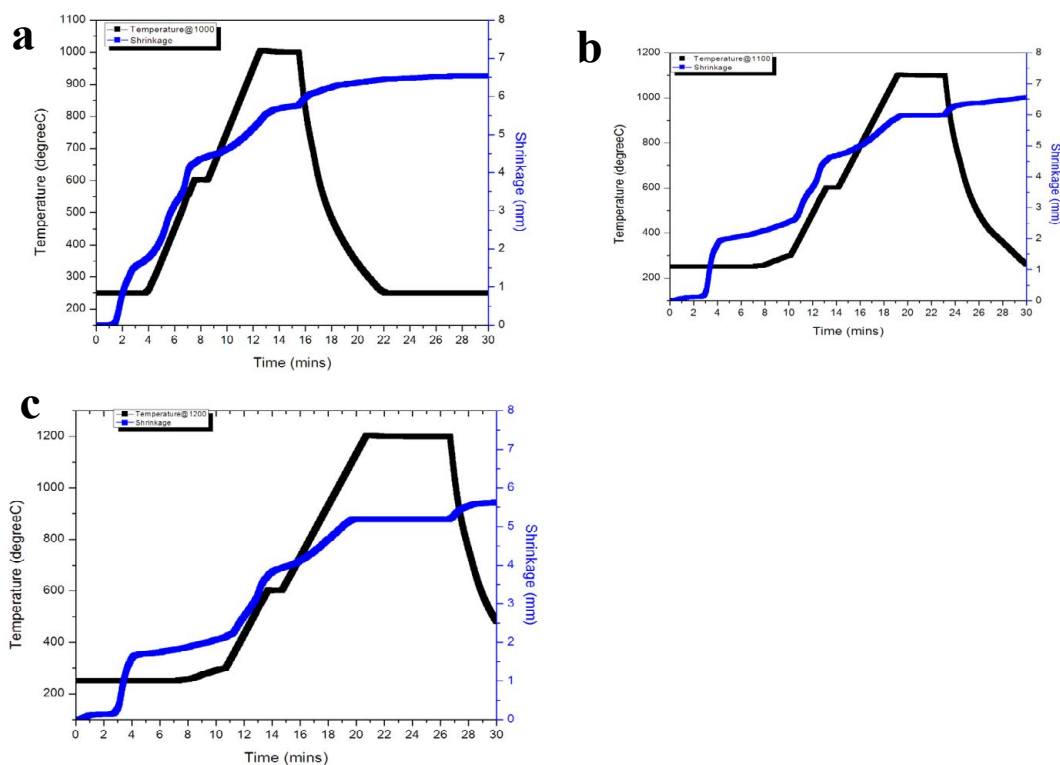 a
Temperature@1000
Shrinkage
1100
1000
900
800
700
600
500
400
300
200
8
7
6
5
4
3
2
1
0
0 2 4 6 8 10 12 14 16 18 20 22 24 26 28 30
Temperature (degreeC)
Shrinkage (mm)
Time (mins)
b
Temperature@1100
Shrinkage
1200
1000
800
600
400
200
8
7
6
5
4
3
2
1
0
0 2 4 6 8 10 12 14 16 18 20 22 24 26 28 30
Temperature (degreeC)
Shrinkage (mm)
Time (mins)
c
Temperature@1200
Shrinkage
1200
1000
800
600
400
200
8
7
6
5
4
3
2
1
0
0 2 4 6 8 10 12 14 16 18 20 22 24 26 28 30
Temperature (degreeC)
Shrinkage (mm)
Time (mins)